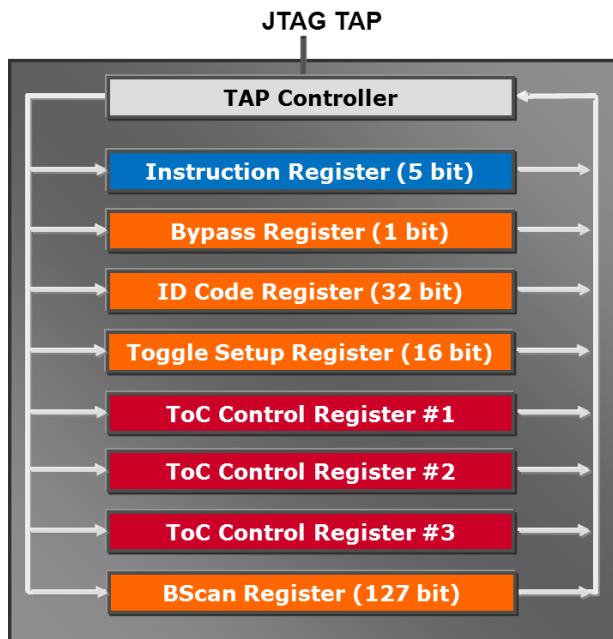 JTAG TAP
TAP Controller
Instruction Register (5 bit)
Bypass Register (1 bit)
ID Code Register (32 bit)
Toggle Setup Register (16 bit)
ToC Control Register #1
ToC Control Register #2
ToC Control Register #3
BScan Register (127 bit)